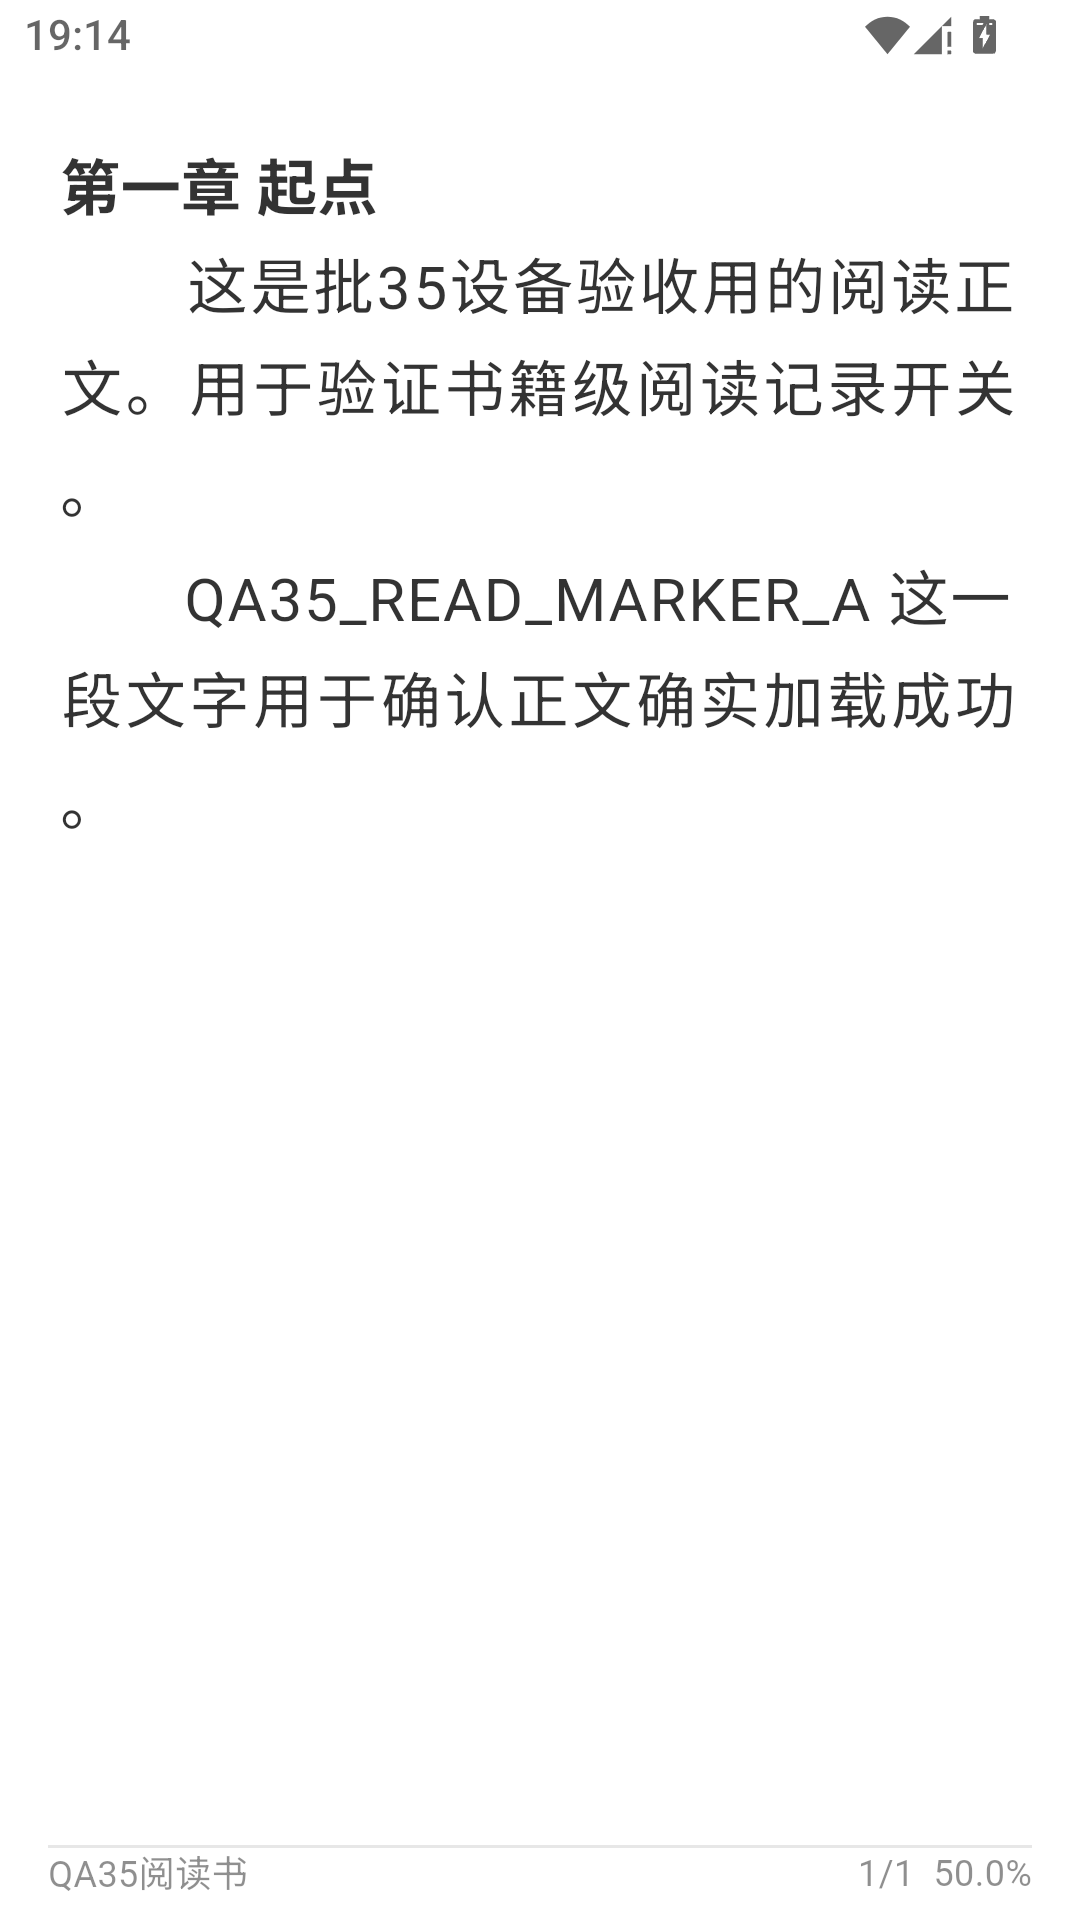 19:14
第一章 起点
这是批35设备验收用的阅读正
文。用于验证书籍级阅读记录开关
。
QA35_READ_MARKER_A 这一
段文字用于确认正文确实加载成功
。
QA35阅读书 1/1 50.0%